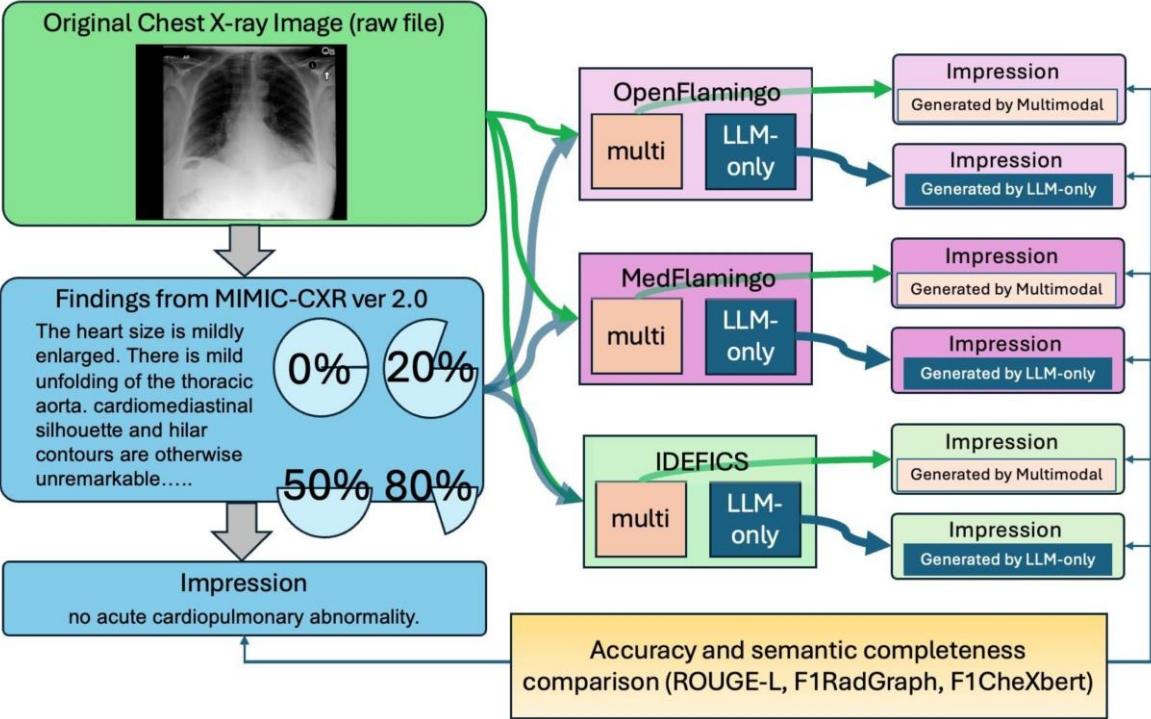 Original Chest X-ray Image (raw file)
Findings from MIMIC-CXR ver 2.0
The heart size is mildly
enlarged. There is mild
unfolding of the thoracic
aorta. cardiomediastinal
silhouette and hilar
contours are otherwise
unremarkable.....
0%
20%
50%
80%
Impression
no acute cardiopulmonary abnormality.
OpenFlamingo
multi
LLM-
only
MedFlamingo
multi
LLM-
only
IDEFICS
multi
LLM-
only
Impression
Generated by Multimodal
Impression
Generated by LLM-only
Impression
Generated by Multimodal
Impression
Generated by LLM-only
Impression
Generated by Multimodal
Impression
Generated by LLM-only
Accuracy and semantic completeness
comparison (ROUGE-L, F1RadGraph, F1CheXbert)